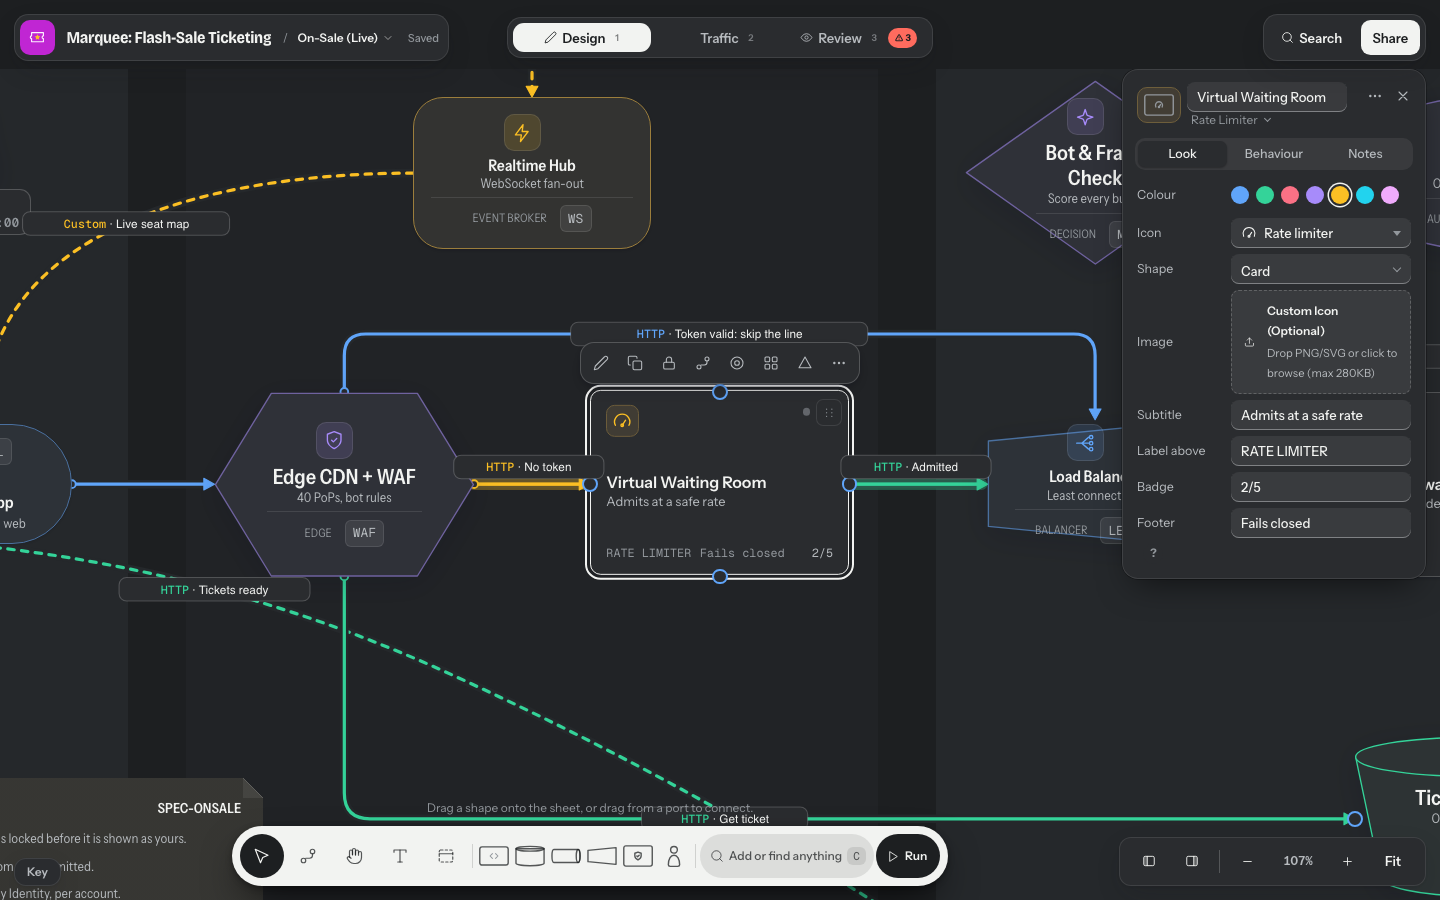 Marquee: Flash-Sale Ticketing / On-Sale (Live) Saved
Design 1
Traffic 2
Review 3
3
Search
Share
Realtime Hub
WebSocket fan-out
EVENT BROKER WS
:00
Custom · Live seat map
Bot & Fra
Check
Score every bu
DECISION
HTTP · Token valid: skip the line
Edge CDN + WAF
40 PoPs, bot rules
EDGE WAF
HTTP · No token
Virtual Waiting Room
Admits at a safe rate
RATE LIMITER Fails closed 2/5
HTTP · Admitted
Load Balanc
Least connect
BALANCER LE
web
HTTP · Tickets ready
Virtual Waiting Room
Rate Limiter
Look
Behaviour
Notes
Colour
Icon
Rate limiter
Shape
Card
Image
Custom Icon
(Optional)
Drop PNG/SVG or click to
browse (max 280KB)
Subtitle
Admits at a safe rate
Label above
RATE LIMITER
Badge
2/5
Footer
Fails closed
?
SPEC-ONSALE
s locked before it is shown as yours.
mitted.
y Identity, per account.
Key
Drag a shape onto the sheet, or drag from a port to connect.
HTTP · Get ticket
Tic
Add or find anything C
Run
107%
Fit